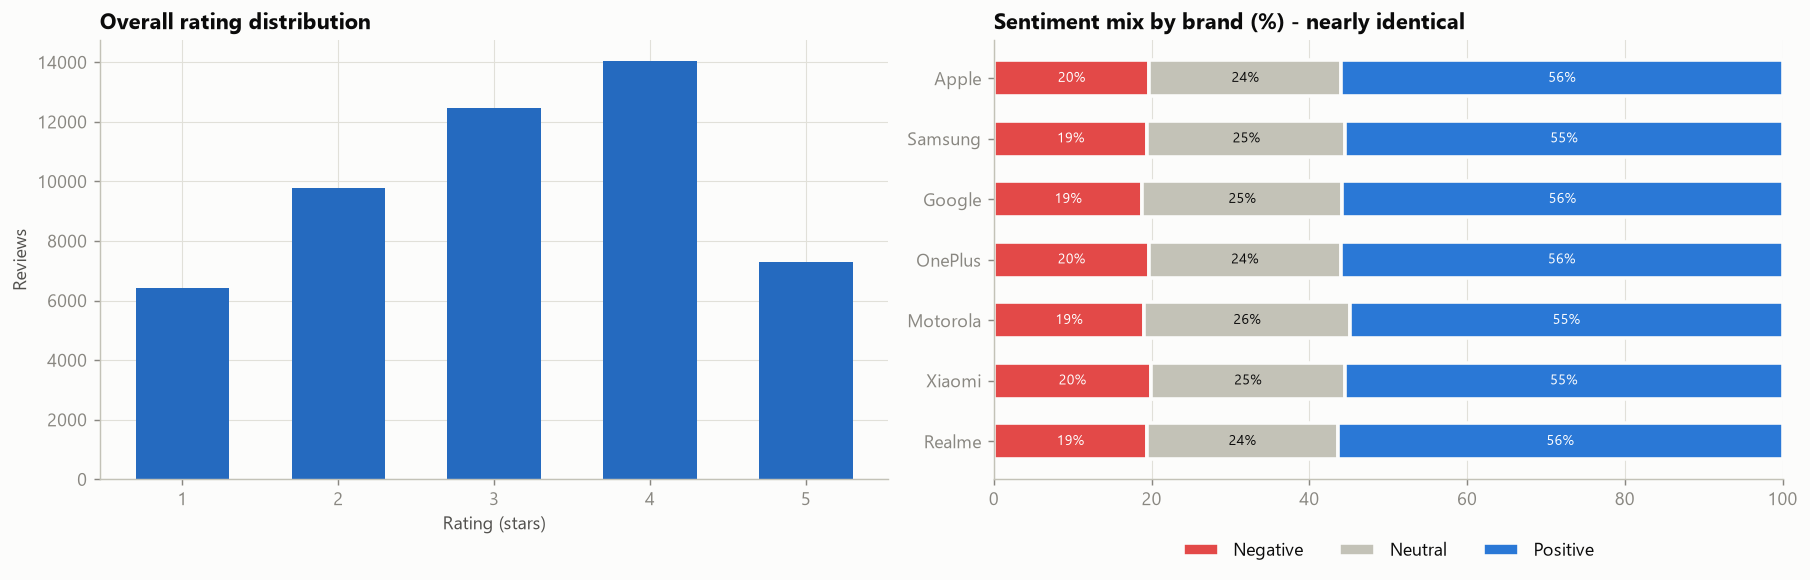 Overall rating distribution
14000
12000
10000
8000
6000
4000
2000
0
Reviews
1 2 3 4 5
Rating (stars)
Sentiment mix by brand (%) - nearly identical
Apple 20% 24% 56%
Samsung 19% 25% 55%
Google 19% 25% 56%
OnePlus 20% 24% 56%
Motorola 19% 26% 55%
Xiaomi 20% 25% 55%
Realme 19% 24% 56%
0 20 40 60 80 100
Negative Neutral Positive